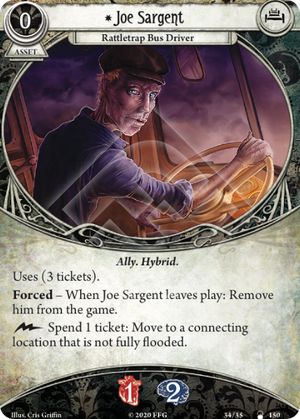 0
Joe Sargent
Rattletrap Bus Driver
ASSET
Ally. Hybrid.
Uses (3 tickets).
Forced – When Joe Sargent leaves play: Remove
him from the game.
Spend 1 ticket: Move to a connecting
location that is not fully flooded.
1 2
Illus. Cris Griffin © 2020 FFG 34/35 150